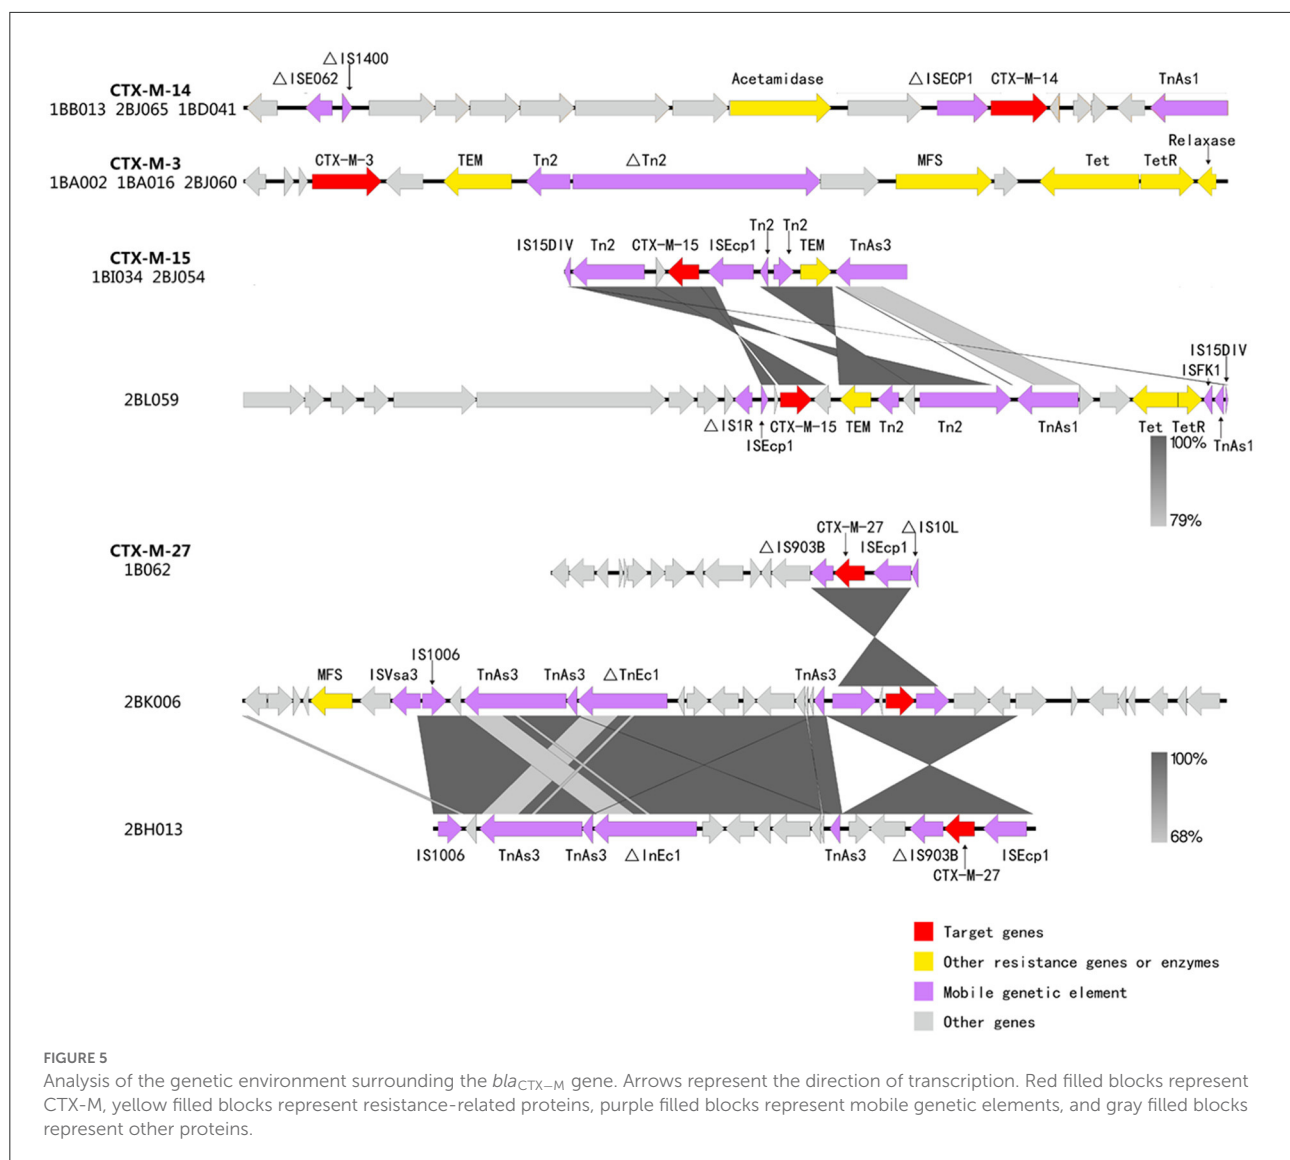 △IS1400
△ISE062
CTX-M-14
Acetamidase
△ISECP1
CTX-M-14
TnAs1
1BB013 2BJ065 1BD041
Relaxase
CTX-M-3
CTX-M-3
TEM
Tn2
△Tn2
MFS
Tet
TetR
1BA002 1BA016 2BJ060
Tn2
Tn2
CTX-M-15
IS15DIV
Tn2
CTX-M-15
ISEcp1
TEM
TnAs3
1BI034 2BJ054
IS15DIV
ISFK1
2BL059
△IS1R
CTX-M-15
TEM
Tn2
Tn2
TnAs1
Tet
TetR
TnAs1
ISEcp1
100%
79%
CTX-M-27
△IS10L
CTX-M-27
△IS903B
ISEcp1
1B062
IS1006
MFS
ISVsa3
TnAs3
TnAs3
△TnEc1
TnAs3
2BK006
100%
68%
2BH013
IS1006
TnAs3
TnAs3
△InEc1
TnAs3
△IS903B
ISEcp1
CTX-M-27
Target genes
Other resistance genes or enzymes
Mobile genetic element
Other genes
FIGURE 5
Analysis of the genetic environment surrounding the blaCTX−M gene. Arrows represent the direction of transcription. Red filled blocks represent
CTX-M, yellow filled blocks represent resistance-related proteins, purple filled blocks represent mobile genetic elements, and gray filled blocks
represent other proteins.